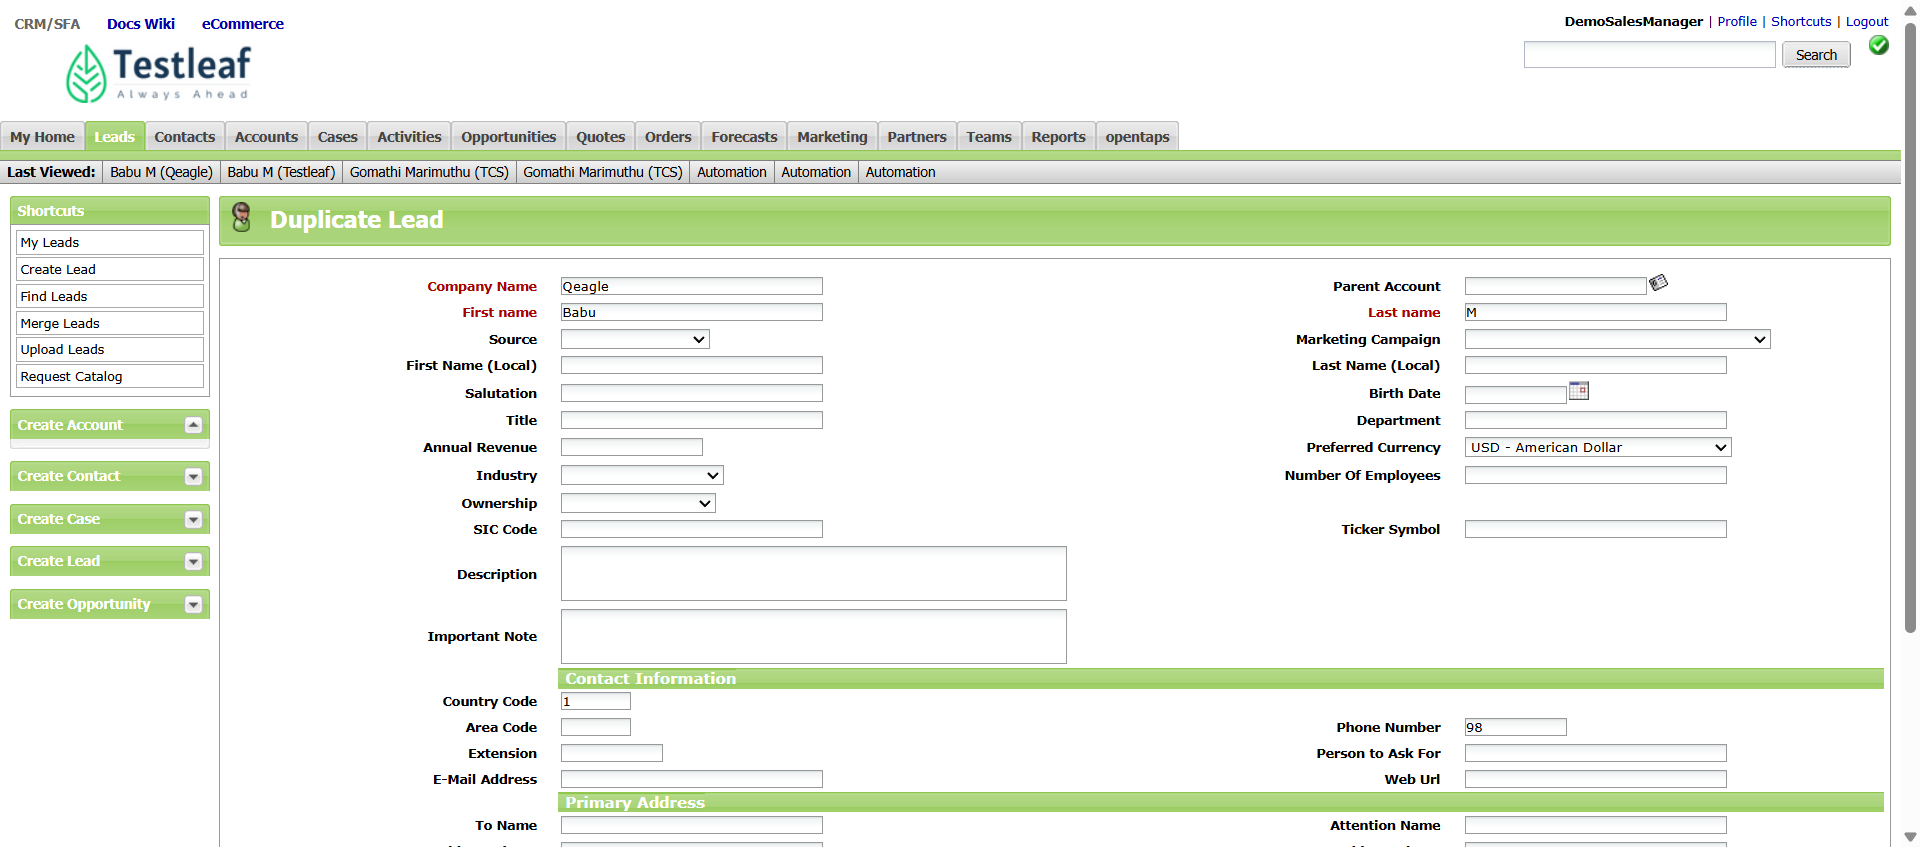 CRM/SFA Docs Wiki eCommerce
DemoSalesManager | Profile | Shortcuts | Logout
Testleaf
Always Ahead
Search
My Home Leads Contacts Accounts Cases Activities Opportunities Quotes Orders Forecasts Marketing Partners Teams Reports opentaps
Last Viewed: Babu M (Qeagle) Babu M (Testleaf) Gomathi Marimuthu (TCS) Gomathi Marimuthu (TCS) Automation Automation Automation
Shortcuts
My Leads
Create Lead
Find Leads
Merge Leads
Upload Leads
Request Catalog
Create Account
Create Contact
Create Case
Create Lead
Create Opportunity
Duplicate Lead
Company Name Qeagle Parent Account
First name Babu Last name M
Source Marketing Campaign
First Name (Local) Last Name (Local)
Salutation Birth Date
Title Department
Annual Revenue Preferred Currency USD - American Dollar
Industry Number Of Employees
Ownership
SIC Code Ticker Symbol
Description
Important Note
Contact Information
Country Code 1
Area Code Phone Number 98
Extension Person to Ask For
E-Mail Address Web Url
Primary Address
To Name Attention Name